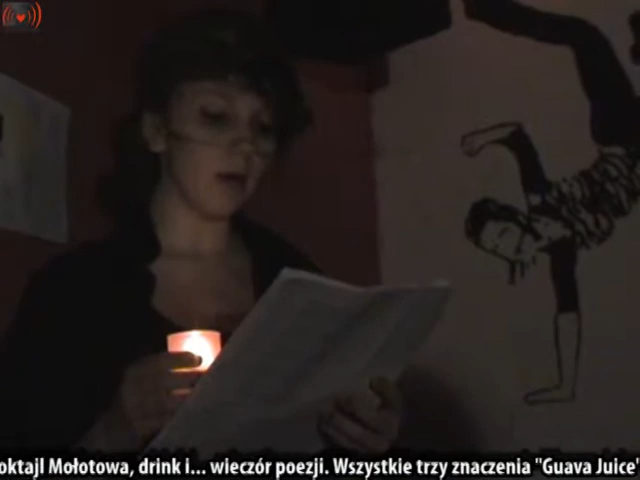 oktajl Mołotowa, drink i... wieczór poezji. Wszystkie trzy znaczenia "Guava Juice"